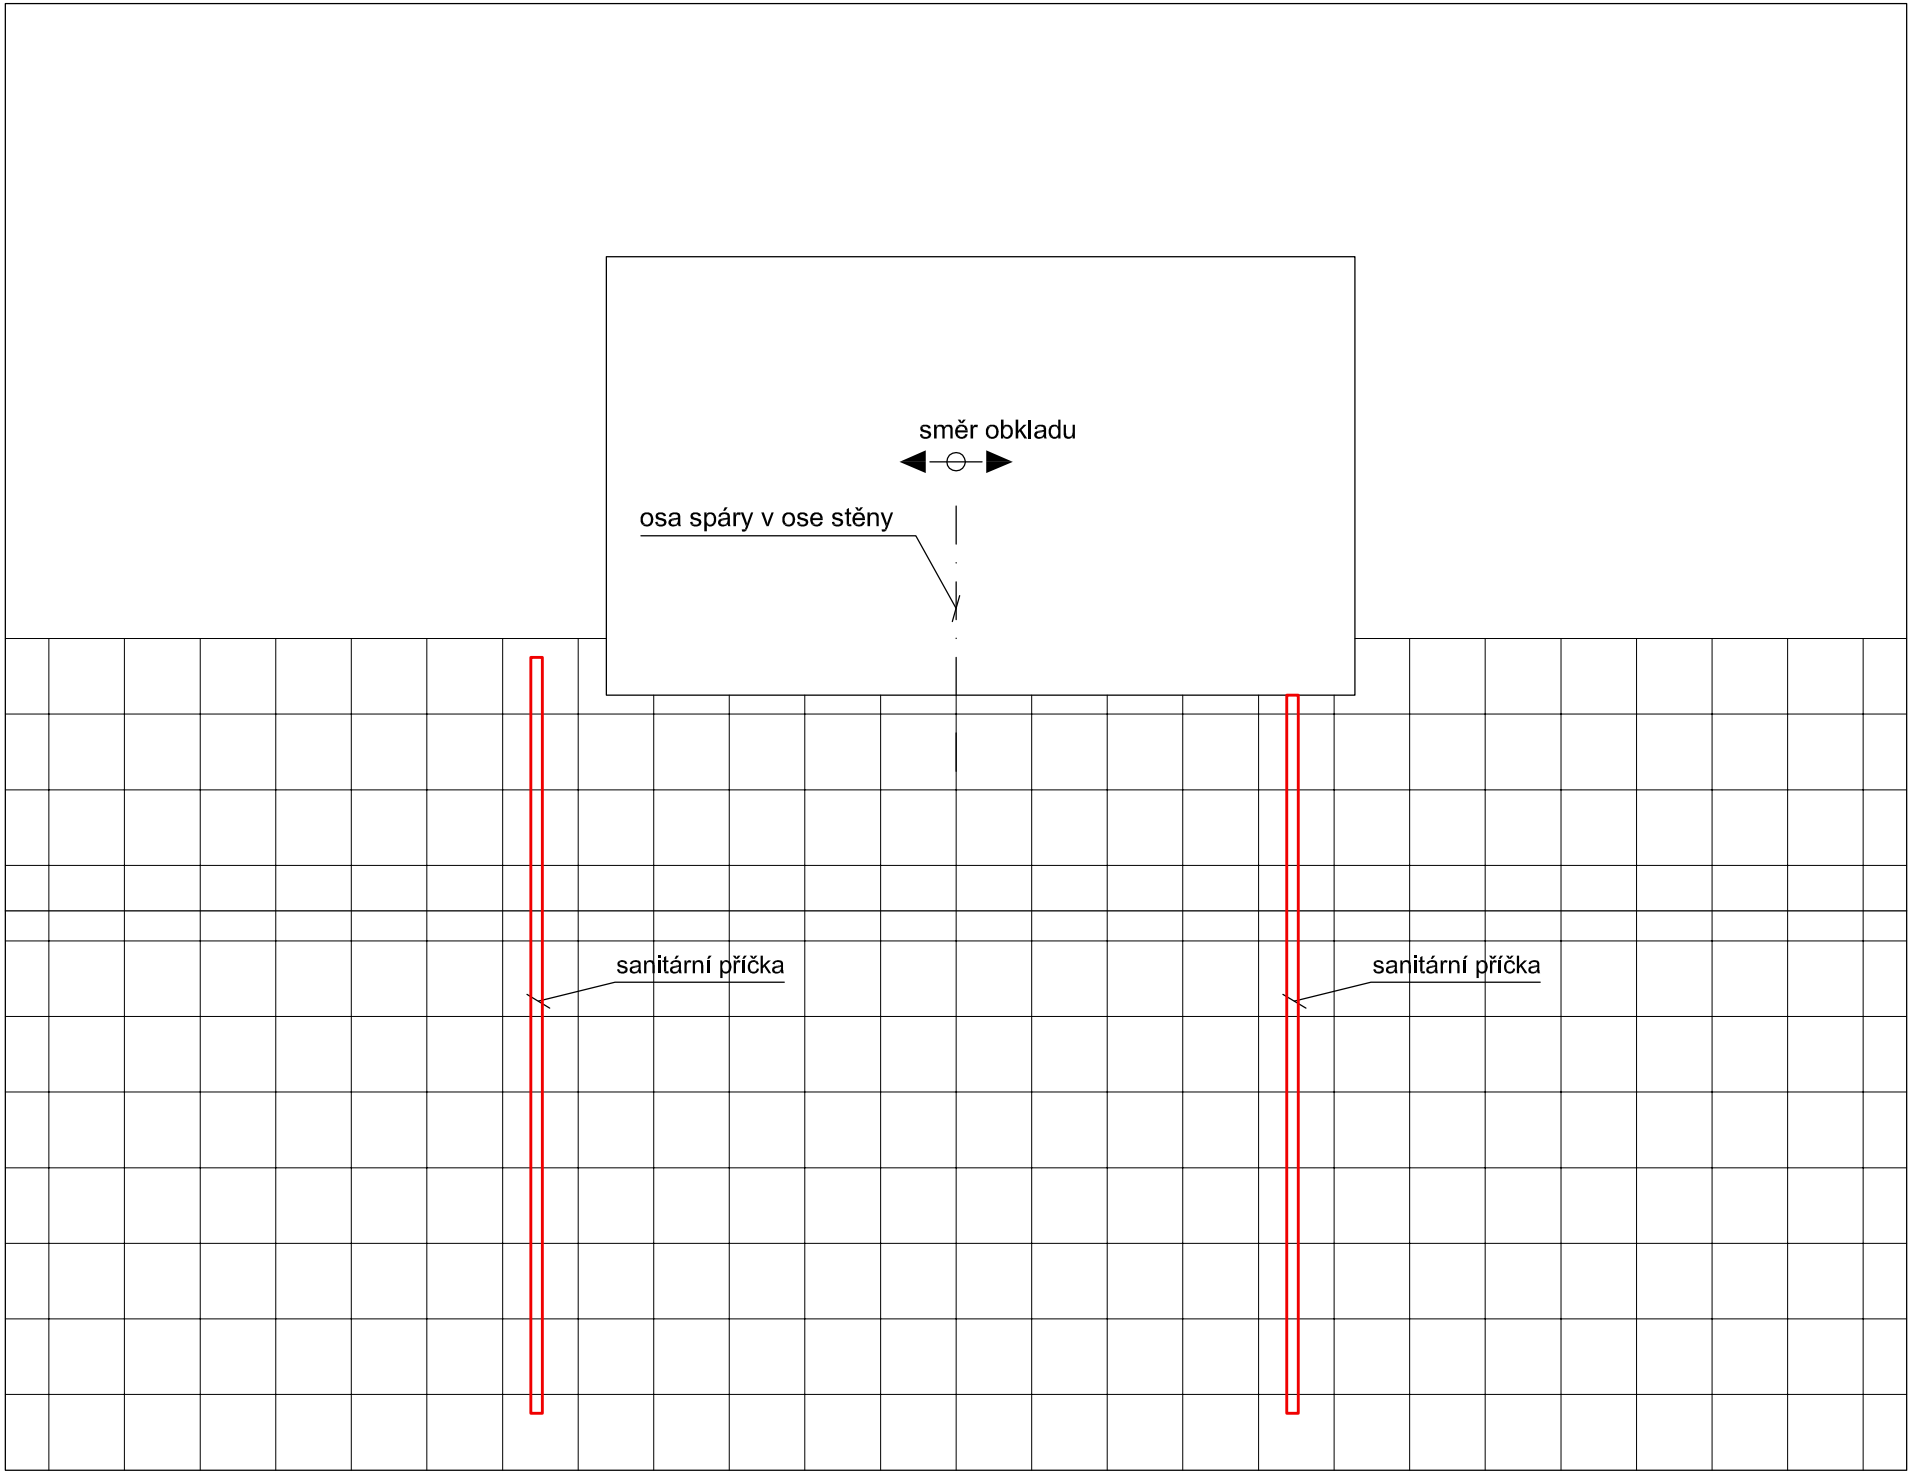 směr obkladu
osa spáry v ose stěny
sanitární příčka
sanitární příčka